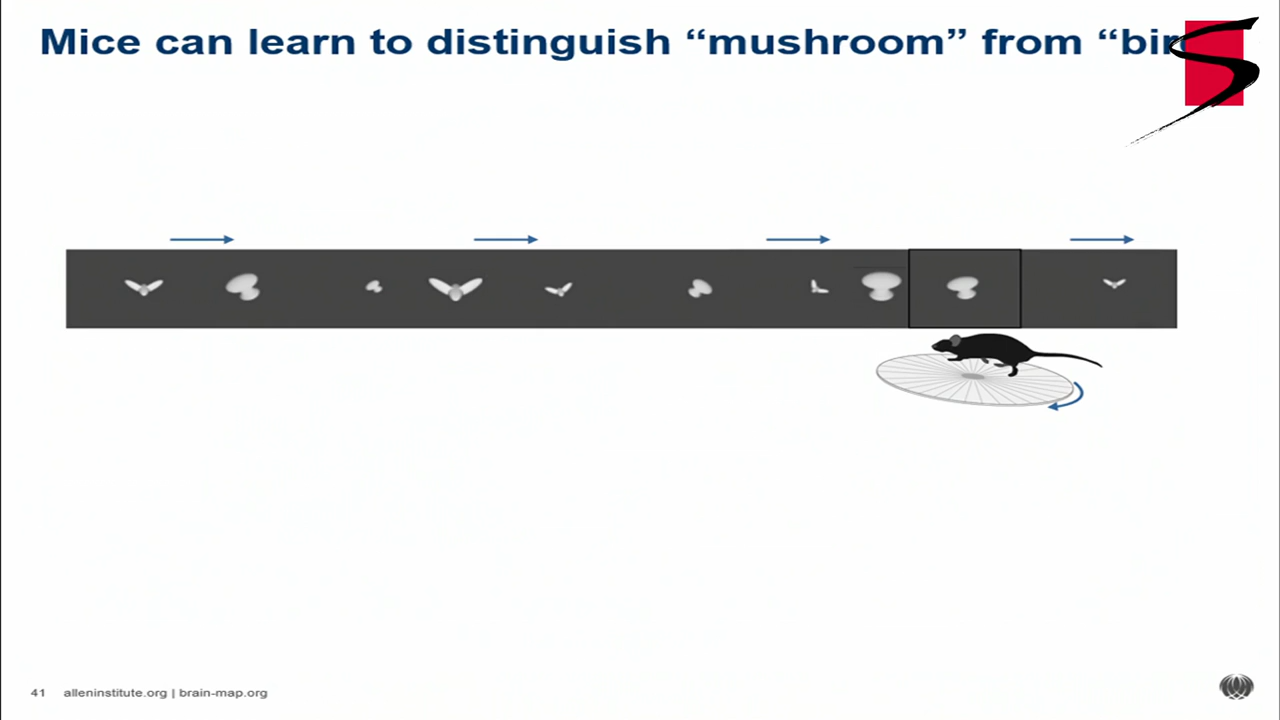 Mice can learn to distinguish “mushroom” from “bir
41 alleninstitute.org | brain-map.org